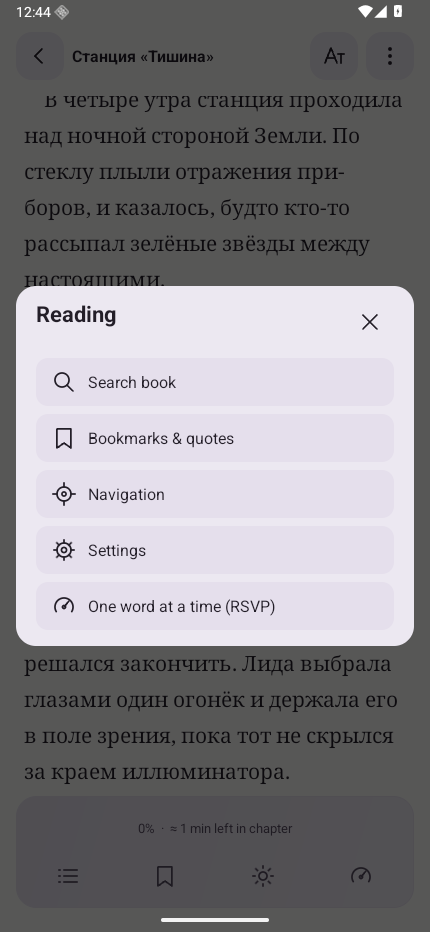 12:44
Станция «Тишина»
В четыре утра станция проходила
над ночной стороной Земли. По
стеклу плыли отражения при-
боров, и казалось, будто кто-то
рассыпал зелёные звёзды между
настоящими.
Reading
Search book
Bookmarks & quotes
Navigation
Settings
One word at a time (RSVP)
решался закончить. Лида выбрала
глазами один огонёк и держала его
в поле зрения, пока тот не скрылся
за краем иллюминатора.
0% · ≈ 1 min left in chapter